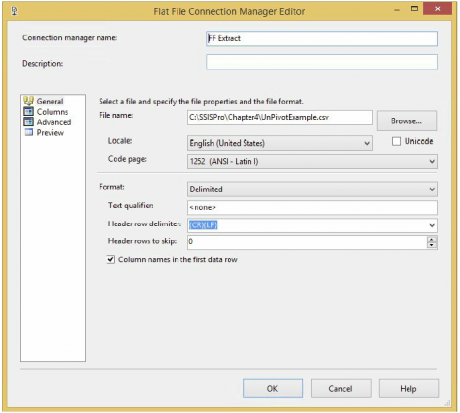 Flat File Connection Manager Editor
Connection manager name: FF Extract
Description:
General
Columns
Advanced
Preview
Select a file and specify the file properties and the file format.
File name: C:\SSISPro\Chapter4\UnPivotExample.csv Browse...
Locale: English (United States) Unicode
Code page: 1252 (ANSI - Latin I)
Format: Delimited
Text qualifier: <none>
Header row delimiter: {CR}{LF}
Header rows to skip: 0
Column names in the first data row
OK Cancel Help